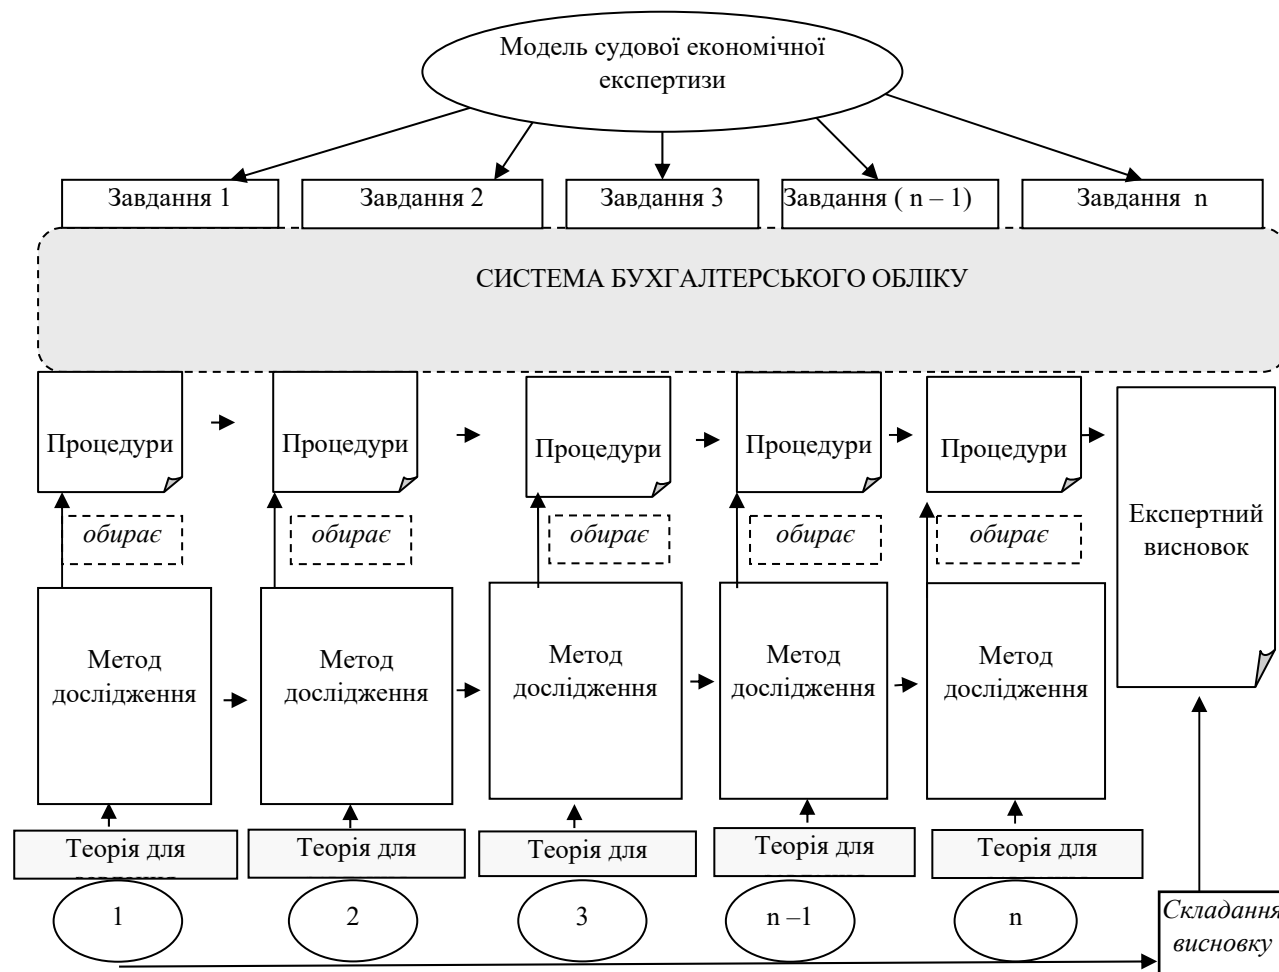 Модель судової економічної
експертизи
Завдання 1
Завдання 2
Завдання 3
Завдання ( n – 1)
Завдання n
СИСТЕМА БУХГАЛТЕРСЬКОГО ОБЛІКУ
Процедури
Процедури
Процедури
Процедури
Процедури
Експертний
висновок
обирає
обирає
обирає
обирає
обирає
Метод
дослідження
Метод
дослідження
Метод
дослідження
Метод
дослідження
Метод
дослідження
Теорія для
Теорія для
Теорія для
Теорія для
Теорія для
1
2
3
n –1
n
Складання
висновку